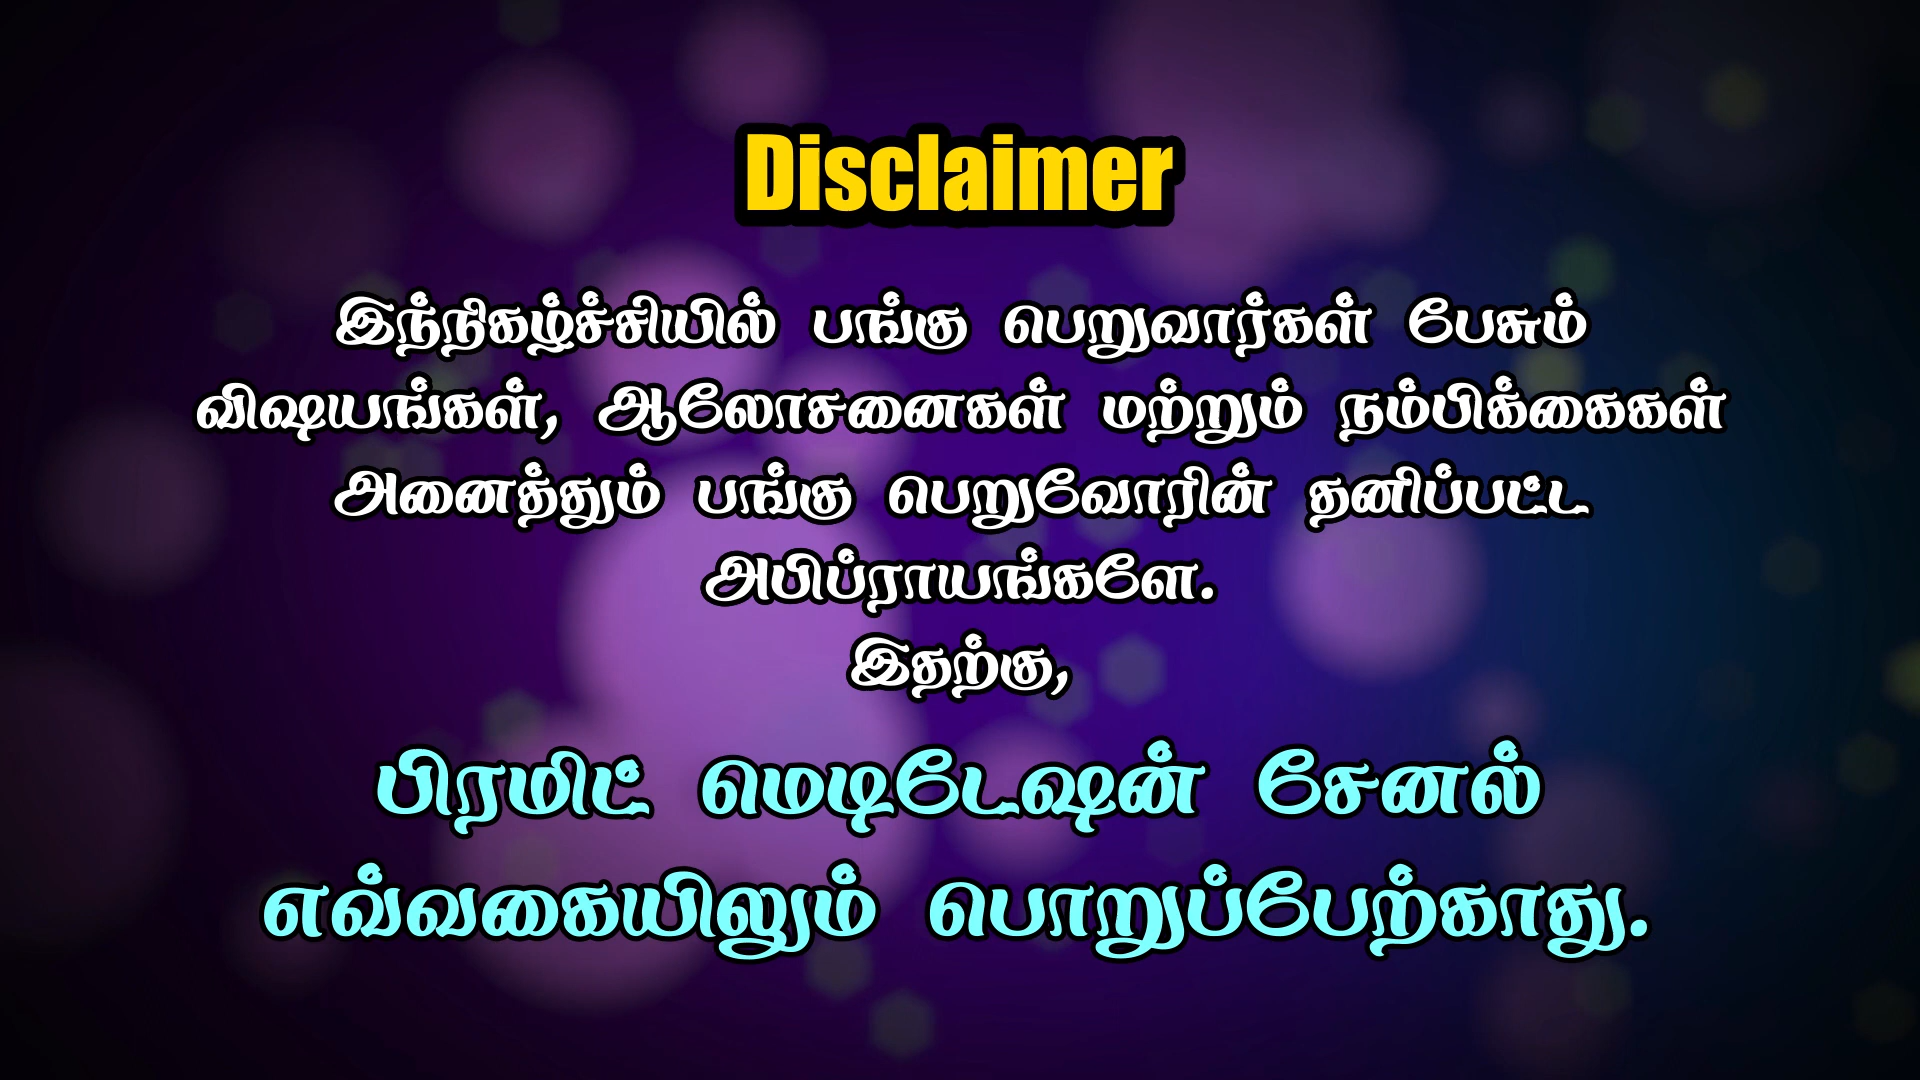 Disclaimer
இந்நிகழ்ச்சியில் பங்கு பெறுவார்கள் பேசும்
விஷயங்கள், ஆலோசனைகள் மற்றும் நம்பிக்கைகள்
அனைத்தும் பங்கு பெறுவோரின் தனிப்பட்ட
அபிப்ராயங்களே.
இதற்கு,
பிரமிட் மெடிடேஷன் சேனல்
எவ்வகையிலும் பொறுப்பேற்காது.